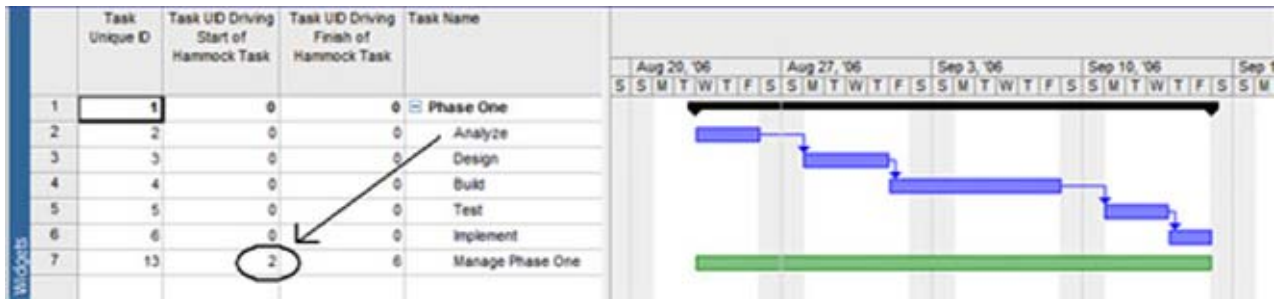 Task Unique ID
Task UID Driving Start of Hammock Task
Task UID Driving Finish of Hammock Task
Task Name
Aug 20, '06 Aug 27, '06 Sep 3, '06 Sep 10, '06 Sep 1
S S M T W T F S S M T W T F S S M T W T F S S M T W T F S S M
1 1 0 0 Phase One
2 2 0 0 Analyze
3 3 0 0 Design
4 4 0 0 Build
5 5 0 0 Test
6 6 0 0 Implement
7 13 2 6 Manage Phase One
Widgets